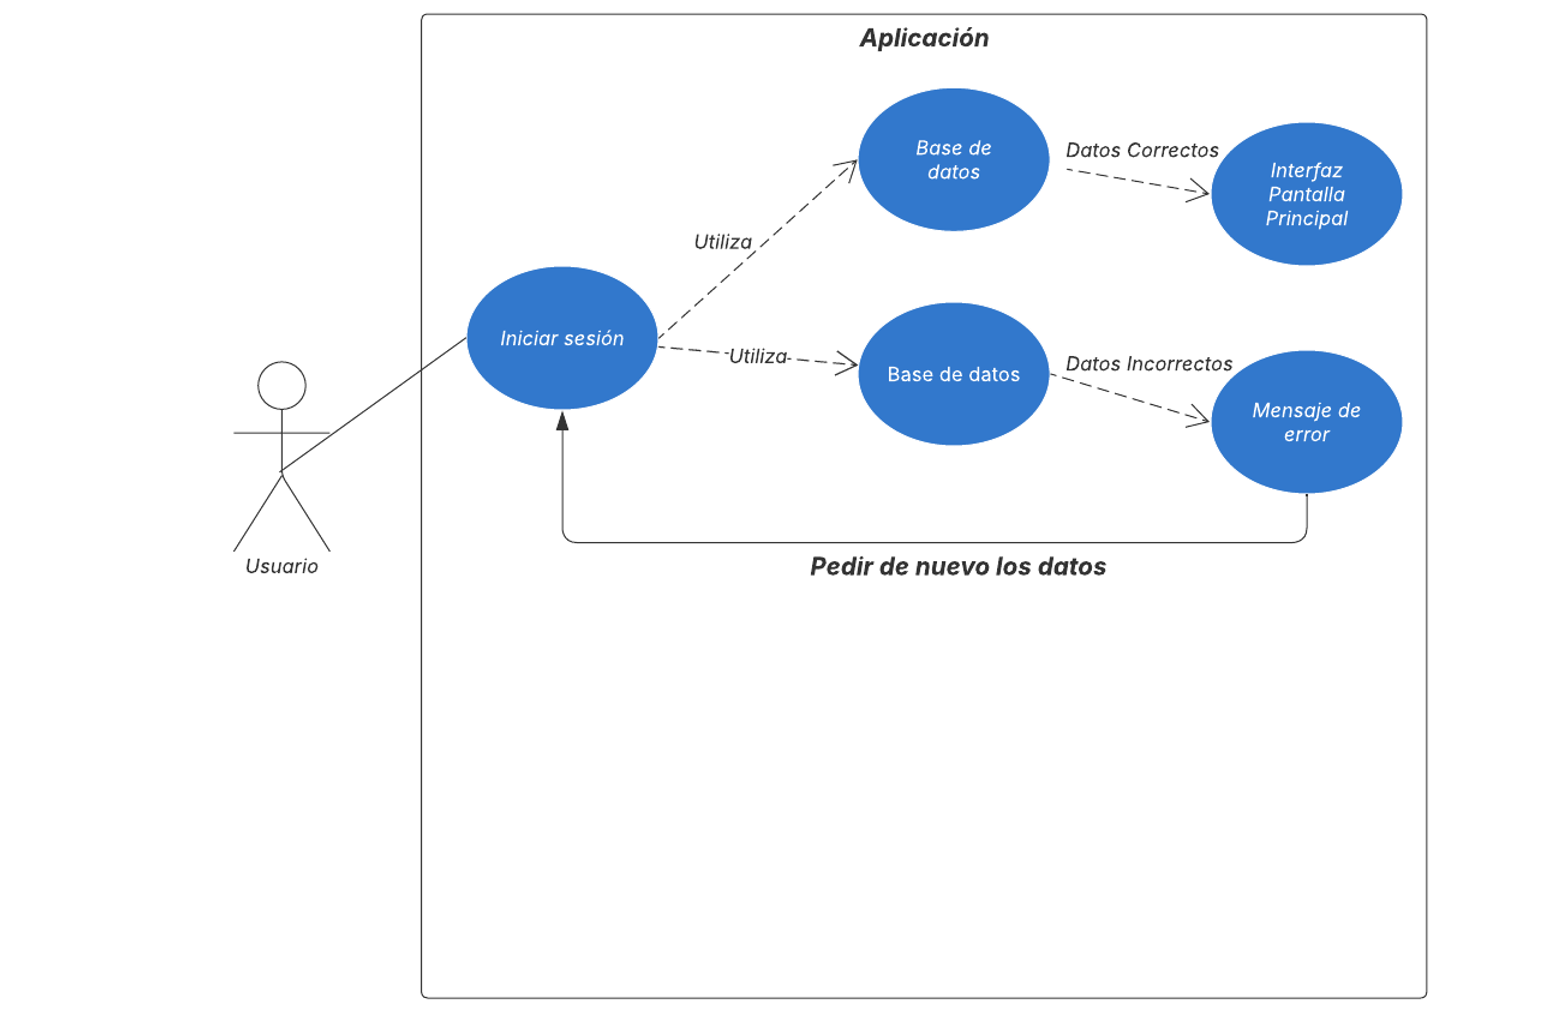 Aplicación
Base de
datos
Datos Correctos
Interfaz
Pantalla
Principal
Utiliza
Iniciar sesión
Utiliza
Base de datos
Datos Incorrectos
Mensaje de
error
Pedir de nuevo los datos
Usuario